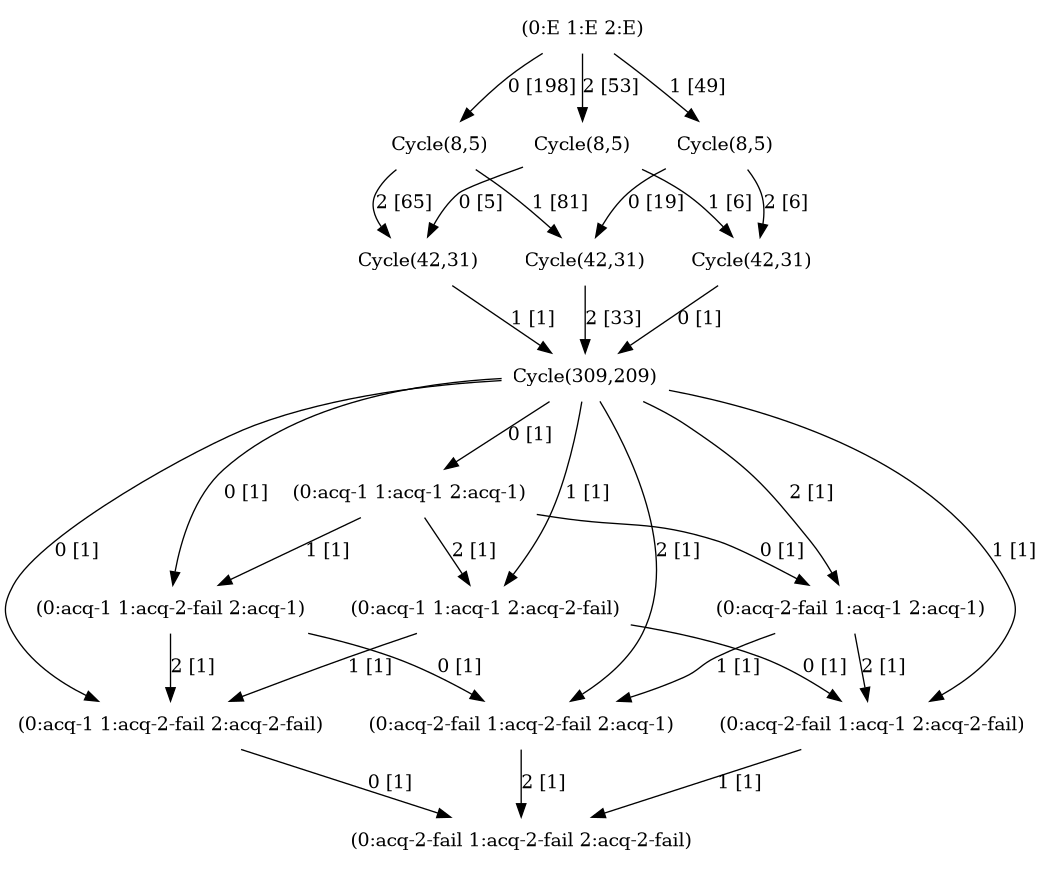 (0:E 1:E 2:E)
0 [198] 2 [53] 1 [49]
Cycle(8,5) Cycle(8,5) Cycle(8,5)
2 [65] 0 [5] 1 [81] 0 [19] 1 [6] 2 [6]
Cycle(42,31) Cycle(42,31) Cycle(42,31)
1 [1] 2 [33] 0 [1]
Cycle(309,209)
0 [1]
0 [1] (0:acq-1 1:acq-1 2:acq-1) 1 [1] 2 [1]
0 [1] 1 [1] 2 [1] 2 [1] 0 [1] 1 [1]
(0:acq-1 1:acq-2-fail 2:acq-1) (0:acq-1 1:acq-1 2:acq-2-fail) (0:acq-2-fail 1:acq-1 2:acq-1)
2 [1] 1 [1] 0 [1] 1 [1] 0 [1] 2 [1]
(0:acq-1 1:acq-2-fail 2:acq-2-fail) (0:acq-2-fail 1:acq-2-fail 2:acq-1) (0:acq-2-fail 1:acq-1 2:acq-2-fail)
0 [1] 2 [1] 1 [1]
(0:acq-2-fail 1:acq-2-fail 2:acq-2-fail)